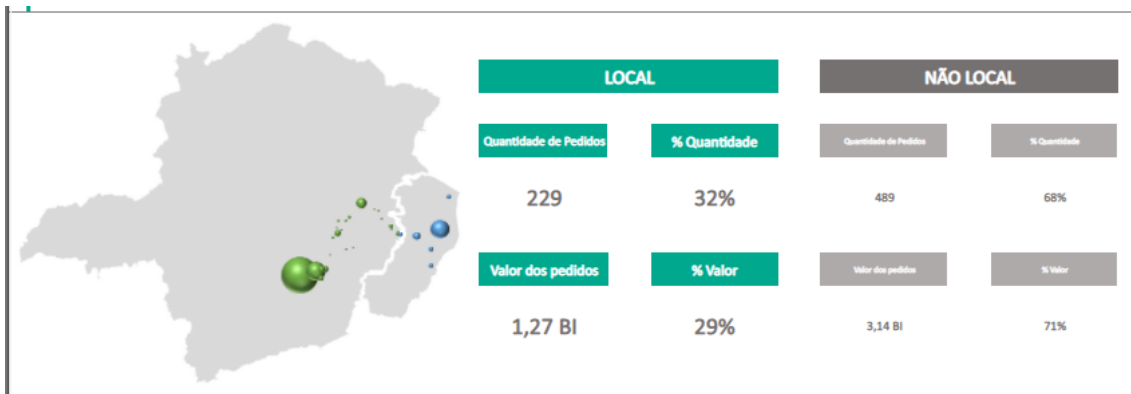 LOCAL
NÃO LOCAL
Quantidade de Pedidos
% Quantidade
Quantidade de Pedidos
% Quantidade
229
32%
489
68%
Valor dos pedidos
% Valor
Valor dos pedidos
% Valor
1,27 BI
29%
3,14 BI
71%